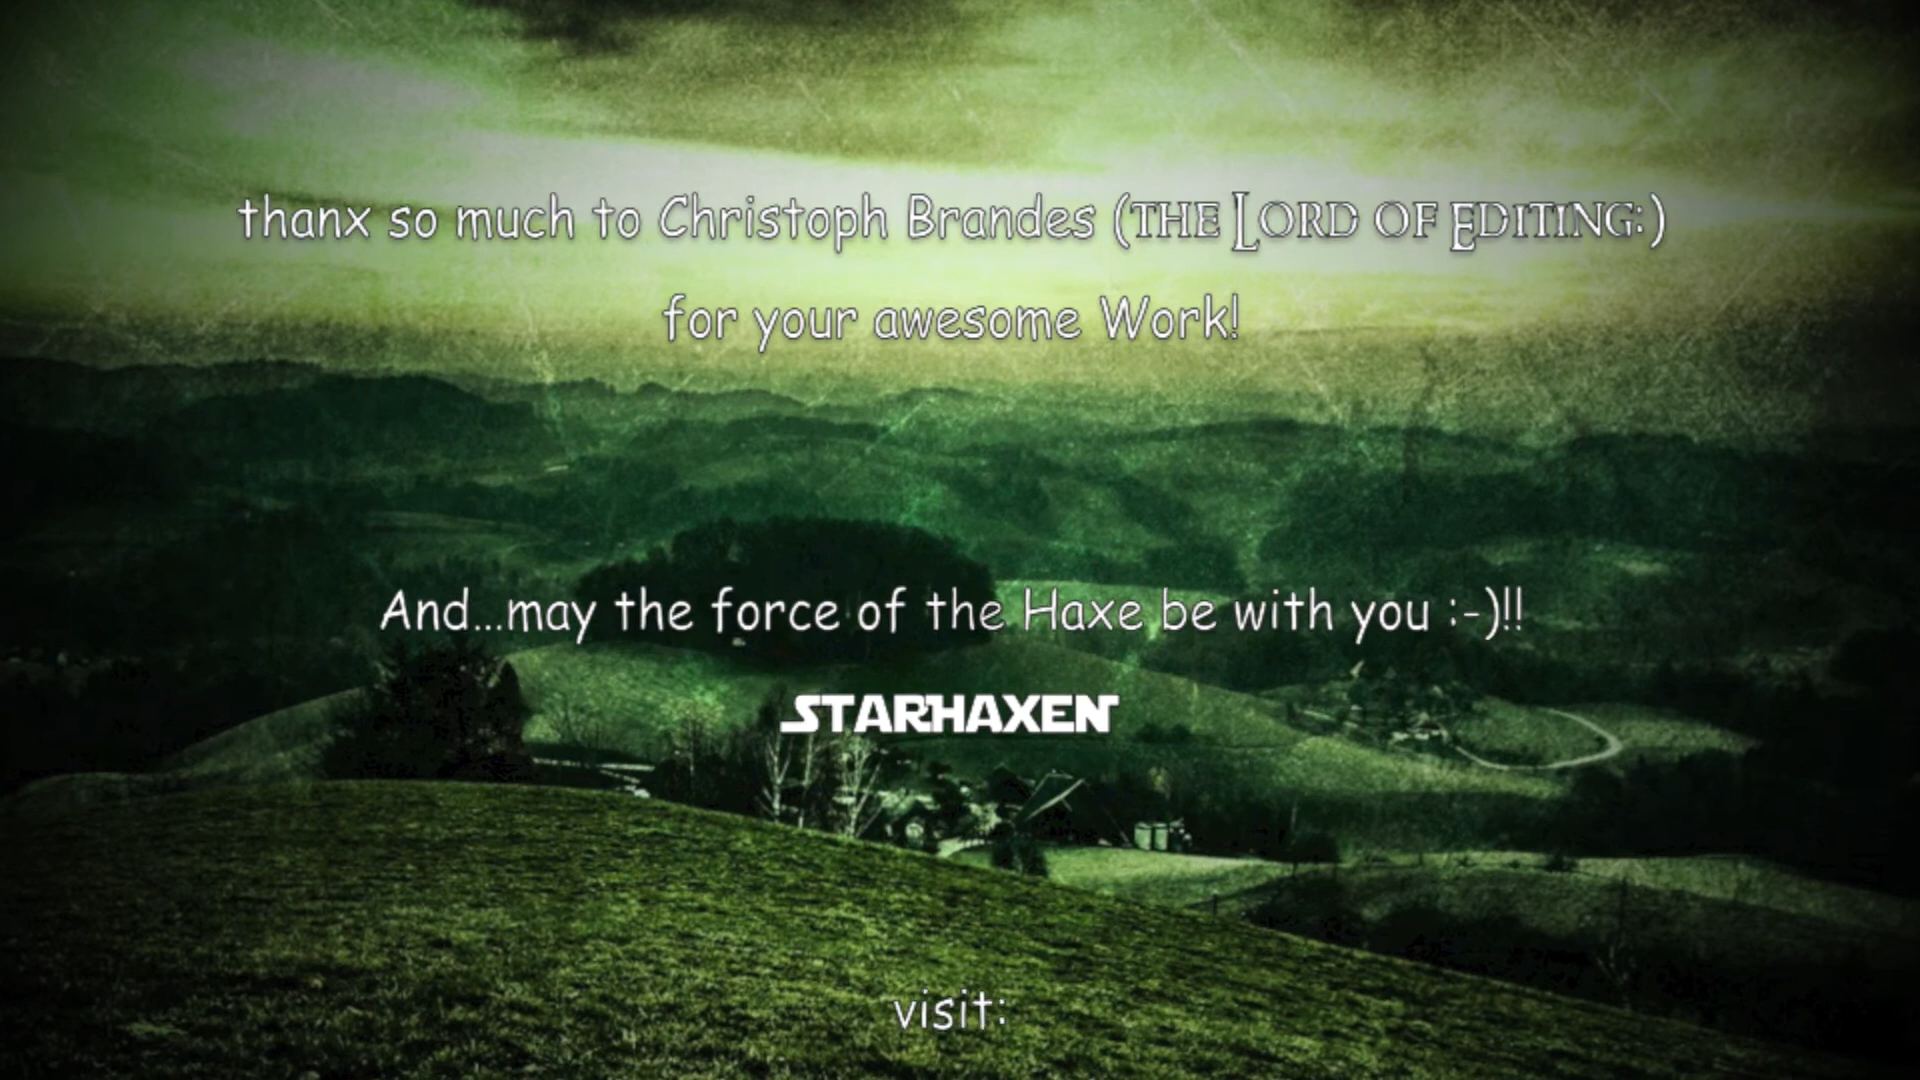 thanx so much to Christoph Brandes (THE LORD OF EDITING:)
for your awesome Work!
And...may the force of the Haxe be with you :-)!!
STARHAXEN
visit: